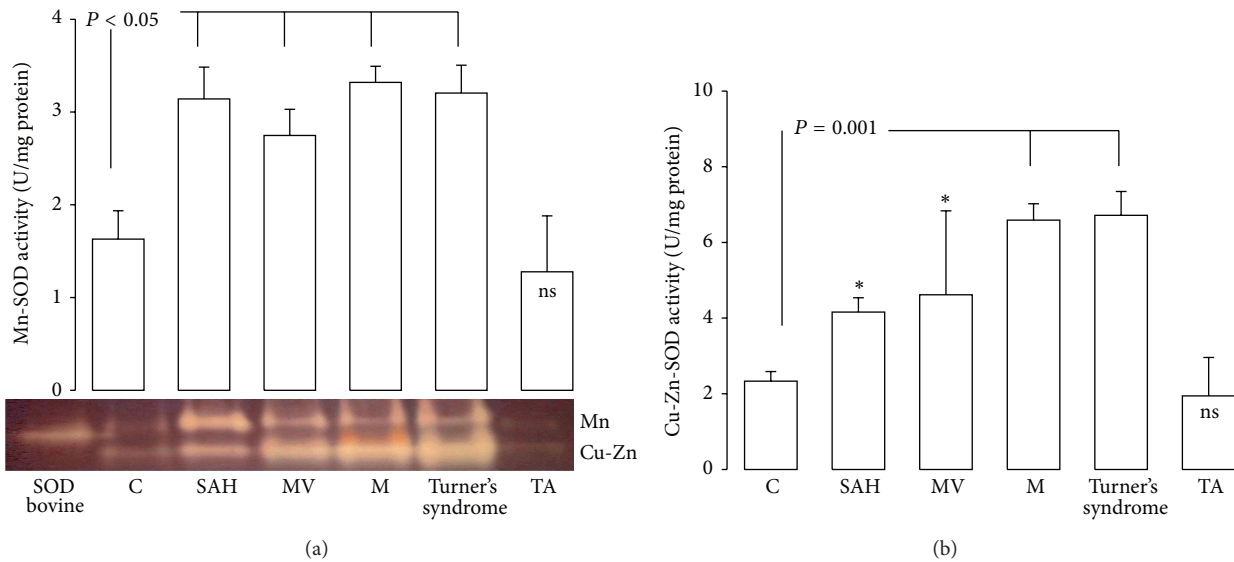 Mn-SOD activity (U/mg protein)
4
3
2
1
0
P < 0.05
ns
Mn
Cu-Zn
SOD
bovine
C
SAH
MV
M
Turner's
syndrome
TA
(a)
Cu-Zn-SOD activity (U/mg protein)
10
8
6
4
2
0
P = 0.001
*
*
ns
C
SAH
MV
M
Turner's
syndrome
TA
(b)